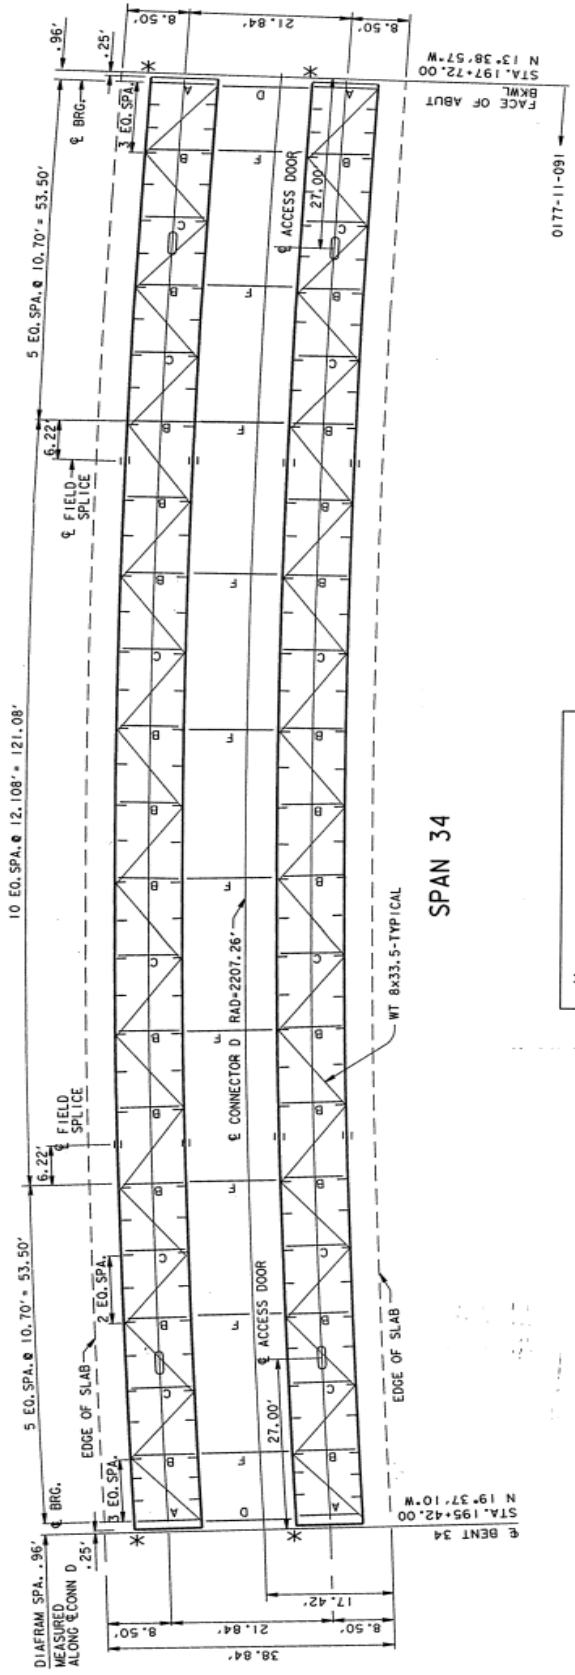 DIAFRAM SPA. .96'
MEASURED
ALONG ℄CONN D
.25'
℄ BRG.
5 EQ. SPA. @ 10.70' = 53.50'
10 EQ. SPA. @ 12.108' = 121.08'
5 EQ. SPA. @ 10.70' = 53.50'
℄ BRG.
.25'
.96'
3 EQ. SPA.
EDGE OF SLAB
2 EQ. SPA.
6.22'
℄ FIELD
SPLICE
℄ FIELD
SPLICE
6.22'
3 EQ. SPA.
*
*
8.50'
21.84'
8.50'
38.84'
17.42'
8.50'
21.84'
8.50'
*
*
A
B
C
B
C
B
B
B
C
B
B
B
C
B
B
B
C
B
C
B
A
D
F
F
F
F
F
F
F
F
F
D
27.00'
℄ ACCESS DOOR
℄ CONNECTOR D RAD=2207.26'
℄ ACCESS DOOR
27.00'
A
B
C
B
C
B
B
B
C
B
B
B
C
B
B
B
C
B
C
B
A
EDGE OF SLAB
WT 8x33.5-TYPICAL
℄ BENT 34
STA. 195+42.00
N 19°37'10"W
FACE OF ABUT
BKWL
STA. 197+72.00
N 13°38'57"W
SPAN 34
0177-11-091